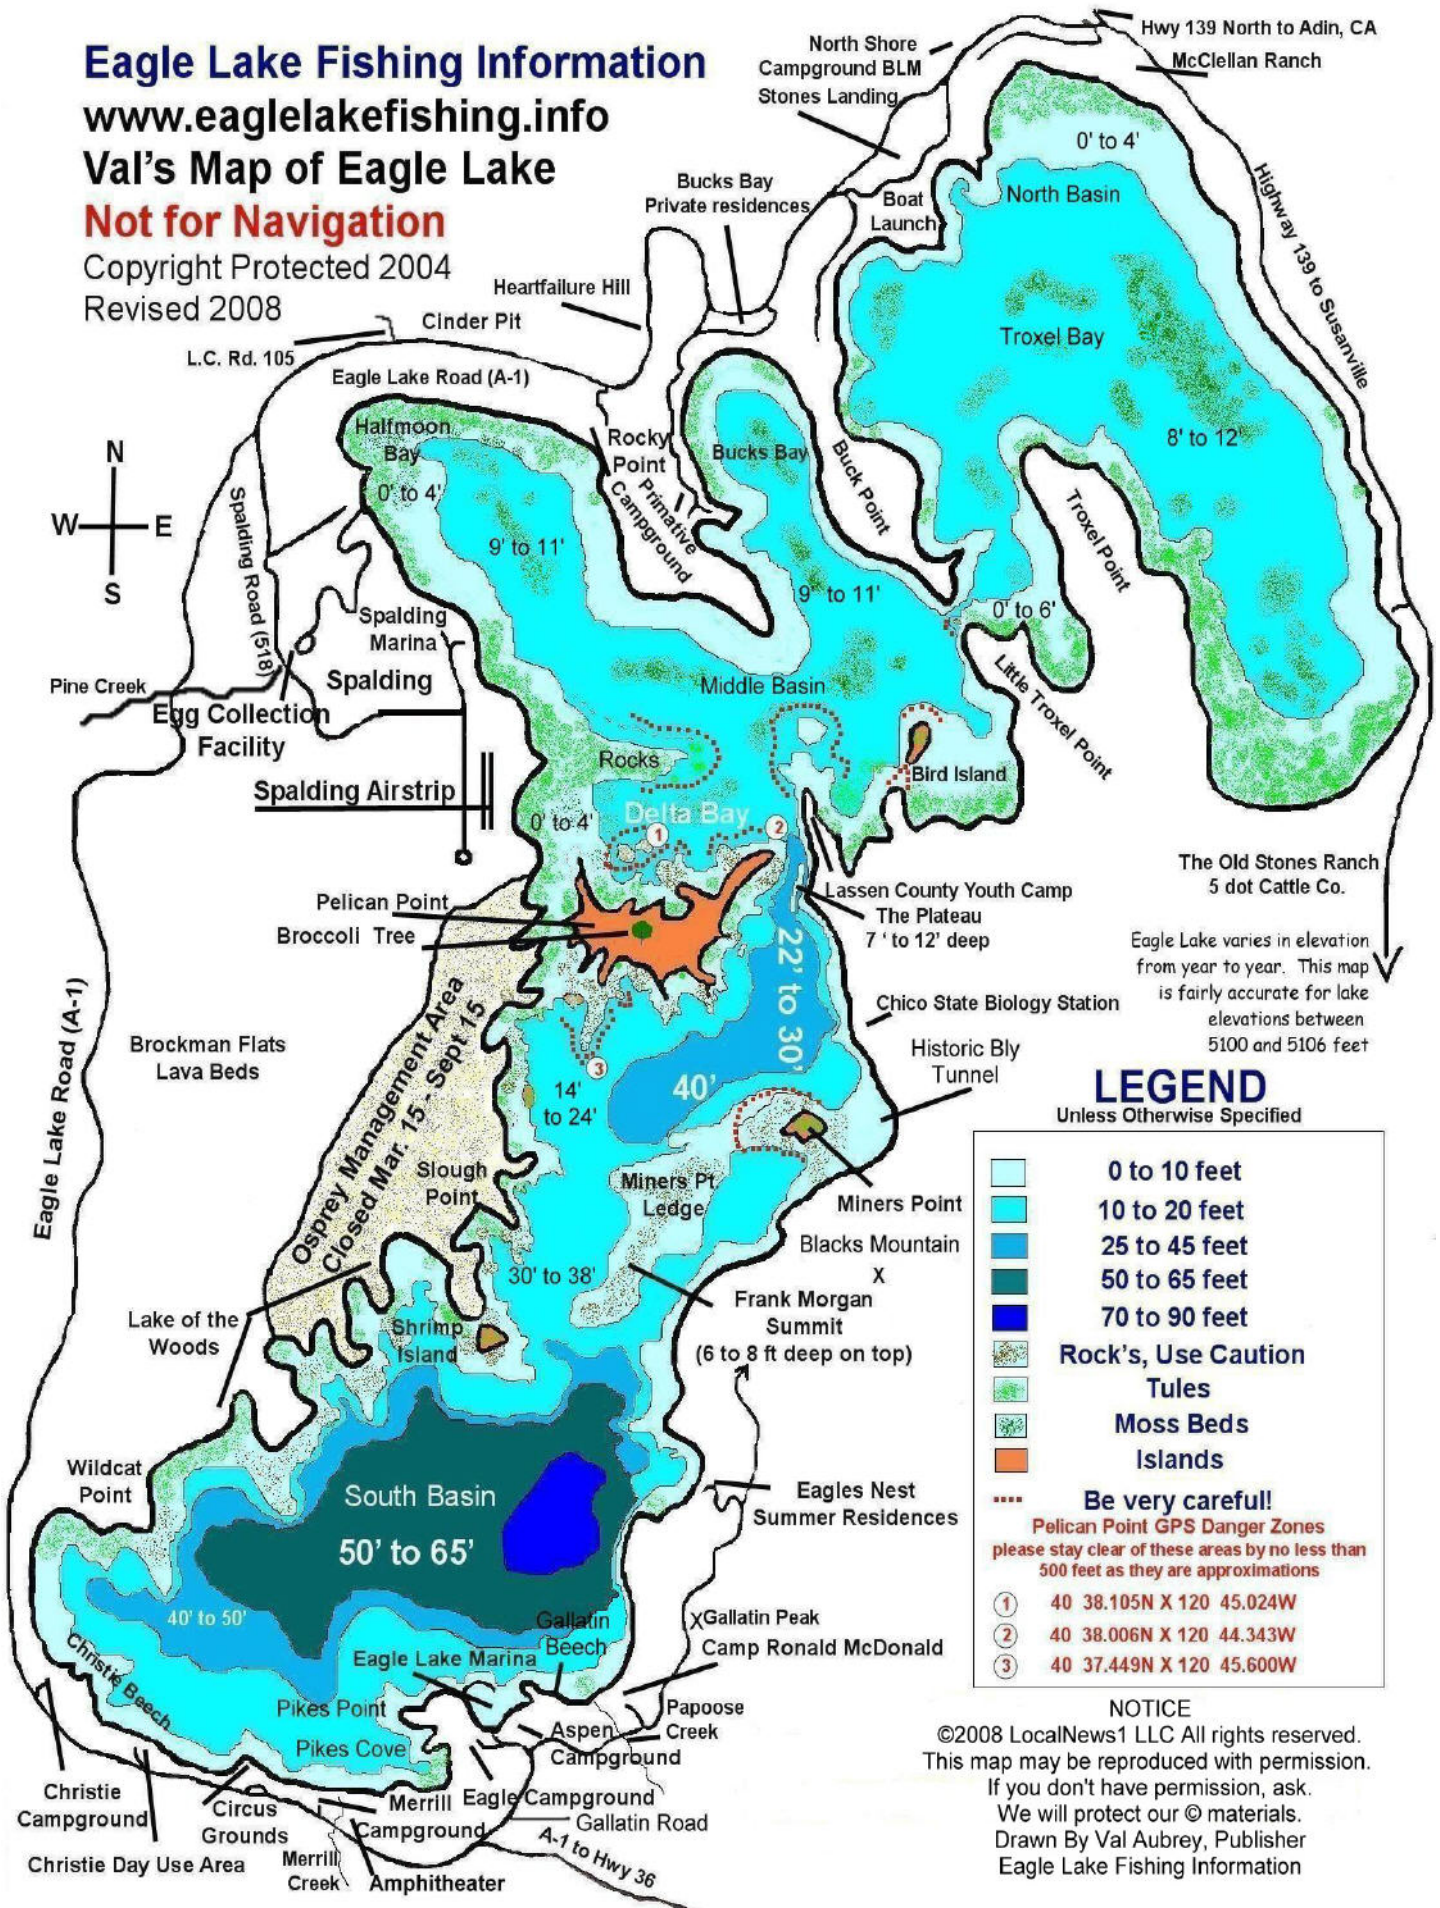 Eagle Lake Fishing Information
www.eaglelakefishing.info
Val's Map of Eagle Lake
Not for Navigation
Copyright Protected 2004
Revised 2008
Hwy 139 North to Adin, CA
McClellan Ranch
North Shore
Campground BLM
Stones Landing
0' to 4'
North Basin
Boat
Launch
Highway 139 to Susanville
Bucks Bay
Private residences
Heartfailure Hill
Cinder Pit
L.C. Rd. 105
Eagle Lake Road (A-1)
Troxel Bay
8' to 12'
Halfmoon
Bay
0' to 4'
Rocky
Point
Primative
Campground
Bucks Bay
Buck Point
Troxel Point
N
W
E
S
Spalding Road (518)
9' to 11'
9" to 11'
0' to 6'
Spalding
Marina
Spalding
Pine Creek
Egg Collection
Facility
Middle Basin
Little Troxel Point
Rocks
Bird Island
Spalding Airstrip
Delta Bay
0' to 4'
1
2
Pelican Point
Broccoli Tree
Lassen County Youth Camp
The Plateau
7 ' to 12' deep
The Old Stones Ranch
5 dot Cattle Co.
Eagle Lake varies in elevation
from year to year. This map
is fairly accurate for lake
elevations between
5100 and 5106 feet
22' to 30'
Chico State Biology Station
Historic Bly
Tunnel
Eagle Lake Road (A-1)
Brockman Flats
Lava Beds
Osprey Management Area
Closed Mar. 15 - Sept 15
3
14'
to 24'
40'
Slough
Point
Miners Pt.
Ledge
Miners Point
Blacks Mountain
X
30' to 38'
Frank Morgan
Summit
(6 to 8 ft deep on top)
Lake of the
Woods
Shrimp
Island
Wildcat
Point
South Basin
50' to 65'
Eagles Nest
Summer Residences
40' to 50'
Gallatin
Beech
XGallatin Peak
Camp Ronald McDonald
Eagle Lake Marina
Christie Beech
Pikes Point
Pikes Cove
Papoose
Creek
Aspen
Campground
Christie
Campground
Circus
Grounds
Merrill
Campground
Eagle Campground
Gallatin Road
Christie Day Use Area
Merrill
Creek
Amphitheater
A-1 to Hwy 36
LEGEND
Unless Otherwise Specified
0 to 10 feet
10 to 20 feet
25 to 45 feet
50 to 65 feet
70 to 90 feet
Rock's, Use Caution
Tules
Moss Beds
Islands
Be very careful!
Pelican Point GPS Danger Zones
please stay clear of these areas by no less than
500 feet as they are approximations
1 40 38.105N X 120 45.024W
2 40 38.006N X 120 44.343W
3 40 37.449N X 120 45.600W
NOTICE
©2008 LocalNews1 LLC All rights reserved.
This map may be reproduced with permission.
If you don't have permission, ask.
We will protect our © materials.
Drawn By Val Aubrey, Publisher
Eagle Lake Fishing Information